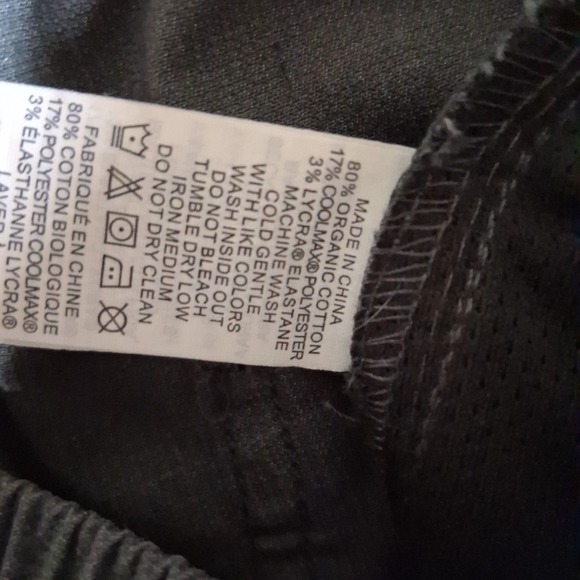 MADE IN CHINA
80% ORGANIC COTTON
17% COOLMAX® POLYESTER
3% LYCRA® ELASTANE
MACHINE WASH
COLD GENTLE
WITH LIKE COLORS
WASH INSIDE OUT
DO NOT BLEACH
TUMBLE DRY LOW
IRON MEDIUM
DO NOT DRY CLEAN
FABRIQUÉ EN CHINE
80% COTON BIOLOGIQUE
17% POLYESTER COOLMAX®
3% ÉLASTHANNE LYCRA®
LAVER À